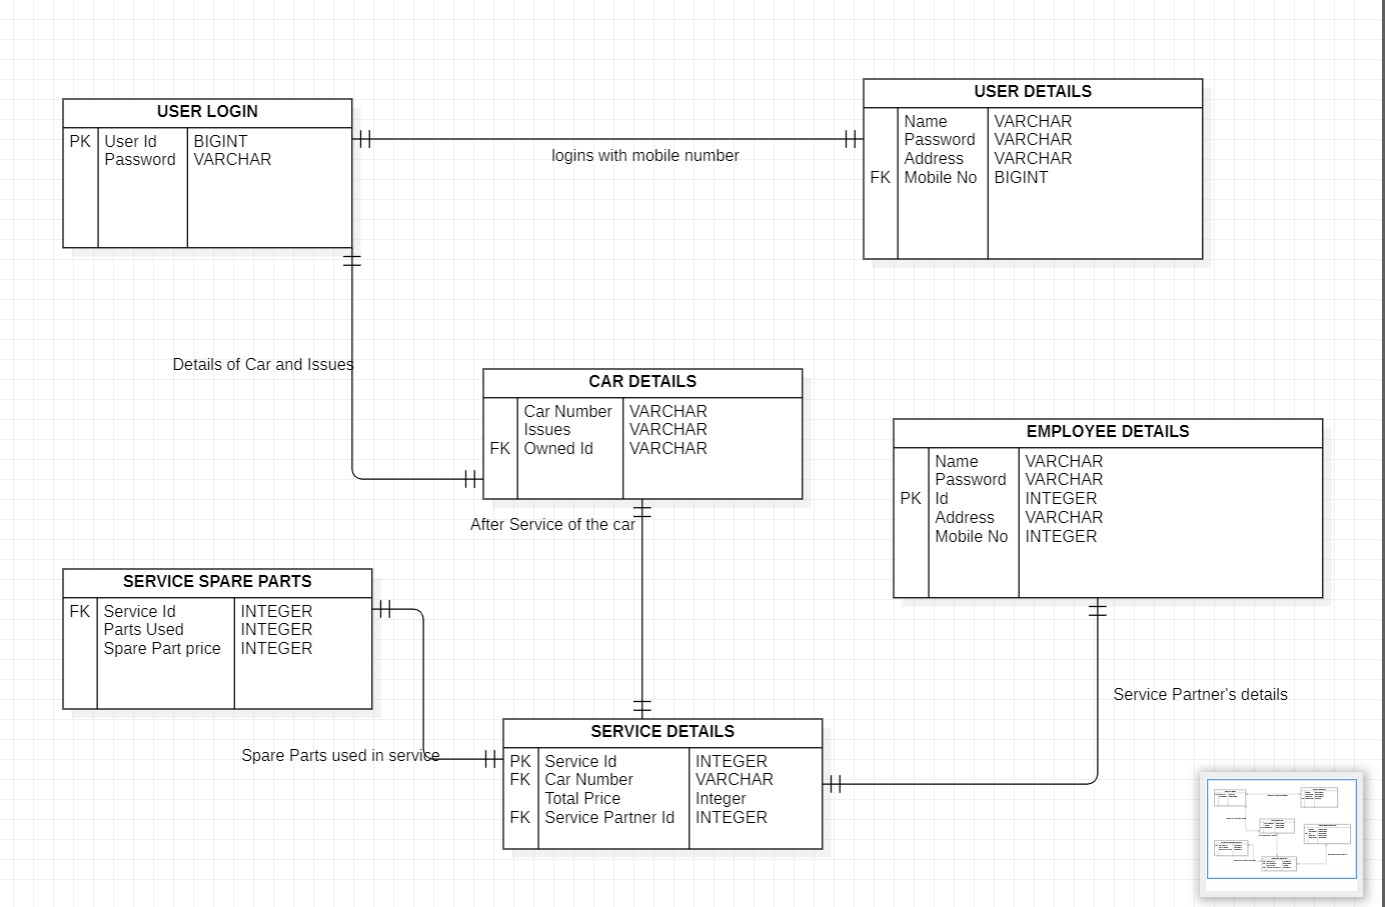 USER LOGIN
PK User Id BIGINT
Password VARCHAR
logins with mobile number
USER DETAILS
Name VARCHAR
Password VARCHAR
Address VARCHAR
FK Mobile No BIGINT
Details of Car and Issues
CAR DETAILS
Car Number VARCHAR
Issues VARCHAR
FK Owned Id VARCHAR
After Service of the car
EMPLOYEE DETAILS
Name VARCHAR
Password VARCHAR
PK Id INTEGER
Address VARCHAR
Mobile No INTEGER
SERVICE SPARE PARTS
FK Service Id INTEGER
Parts Used INTEGER
Spare Part price INTEGER
Spare Parts used in service
Service Partner's details
SERVICE DETAILS
PK Service Id INTEGER
FK Car Number VARCHAR
Total Price Integer
FK Service Partner Id INTEGER